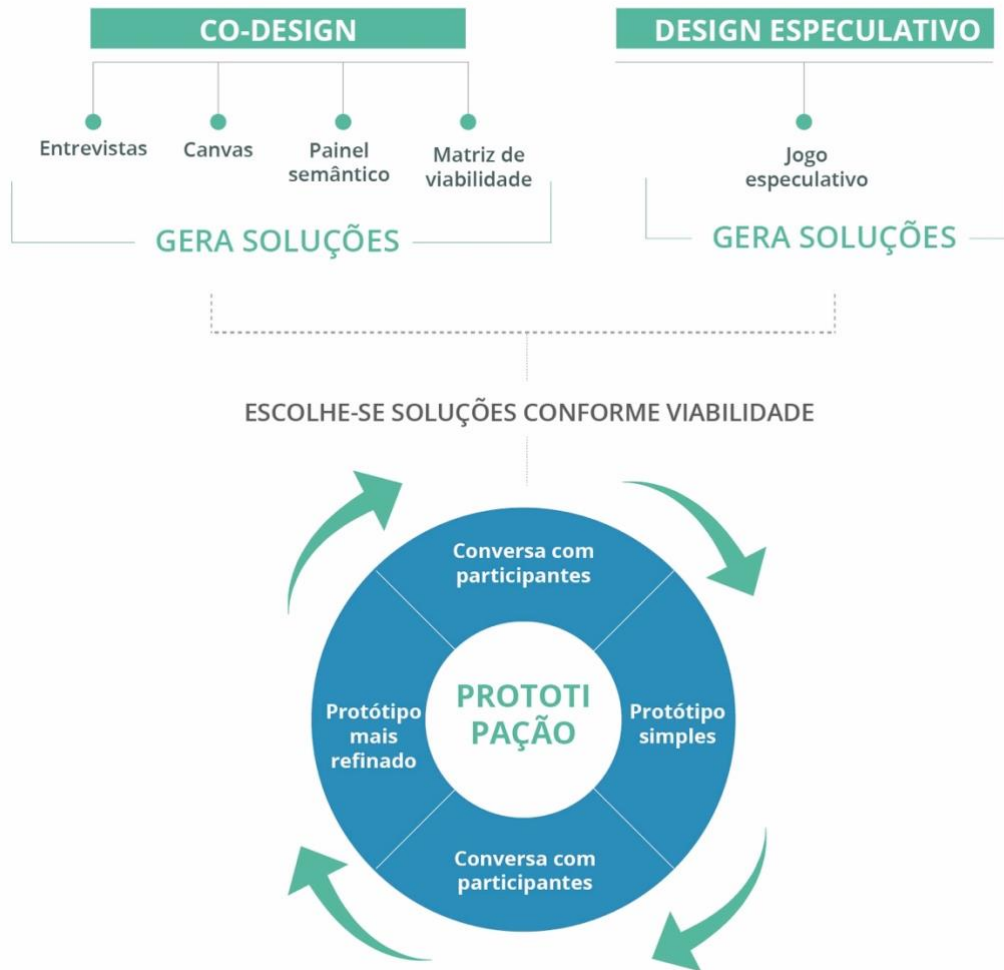 CO-DESIGN
DESIGN ESPECULATIVO
Entrevistas
Canvas
Painel
semântico
Matriz de
viabilidade
Jogo
especulativo
GERA SOLUÇÕES
GERA SOLUÇÕES
ESCOLHE-SE SOLUÇÕES CONFORME VIABILIDADE
Conversa com
participantes
Protótipo
mais
refinado
PROTOTI
PAÇÃO
Protótipo
simples
Conversa com
participantes